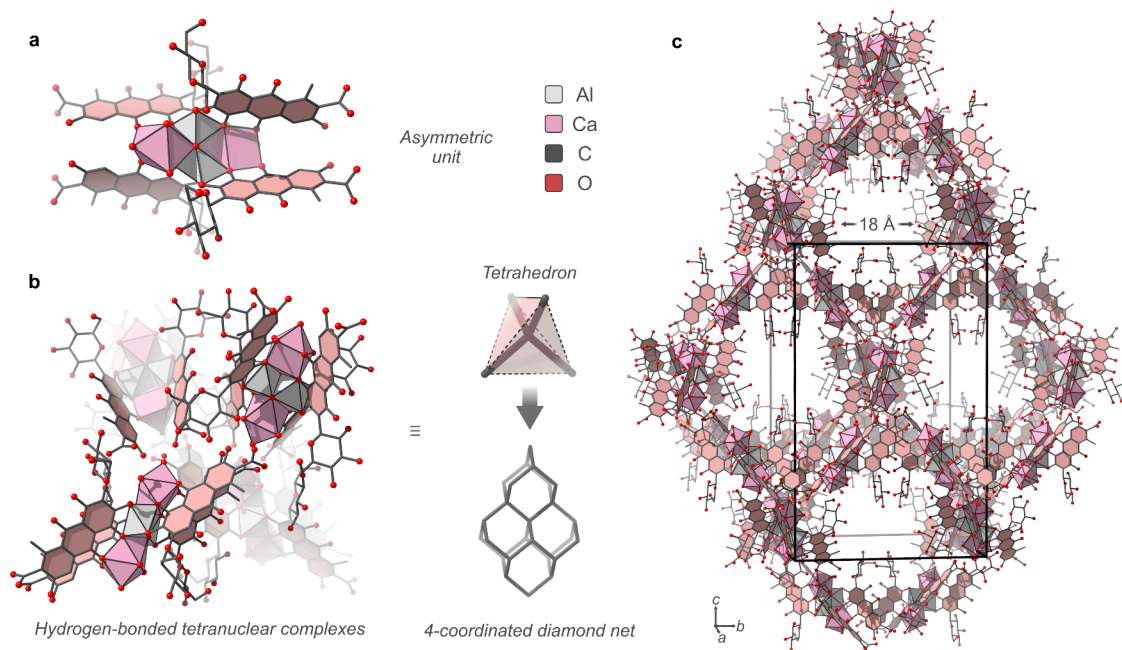 a
Asymmetric
unit
Al
Ca
C
O
b
Hydrogen-bonded tetranuclear complexes
≡
Tetrahedron
4-coordinated diamond net
c
18 Å
c
a
b